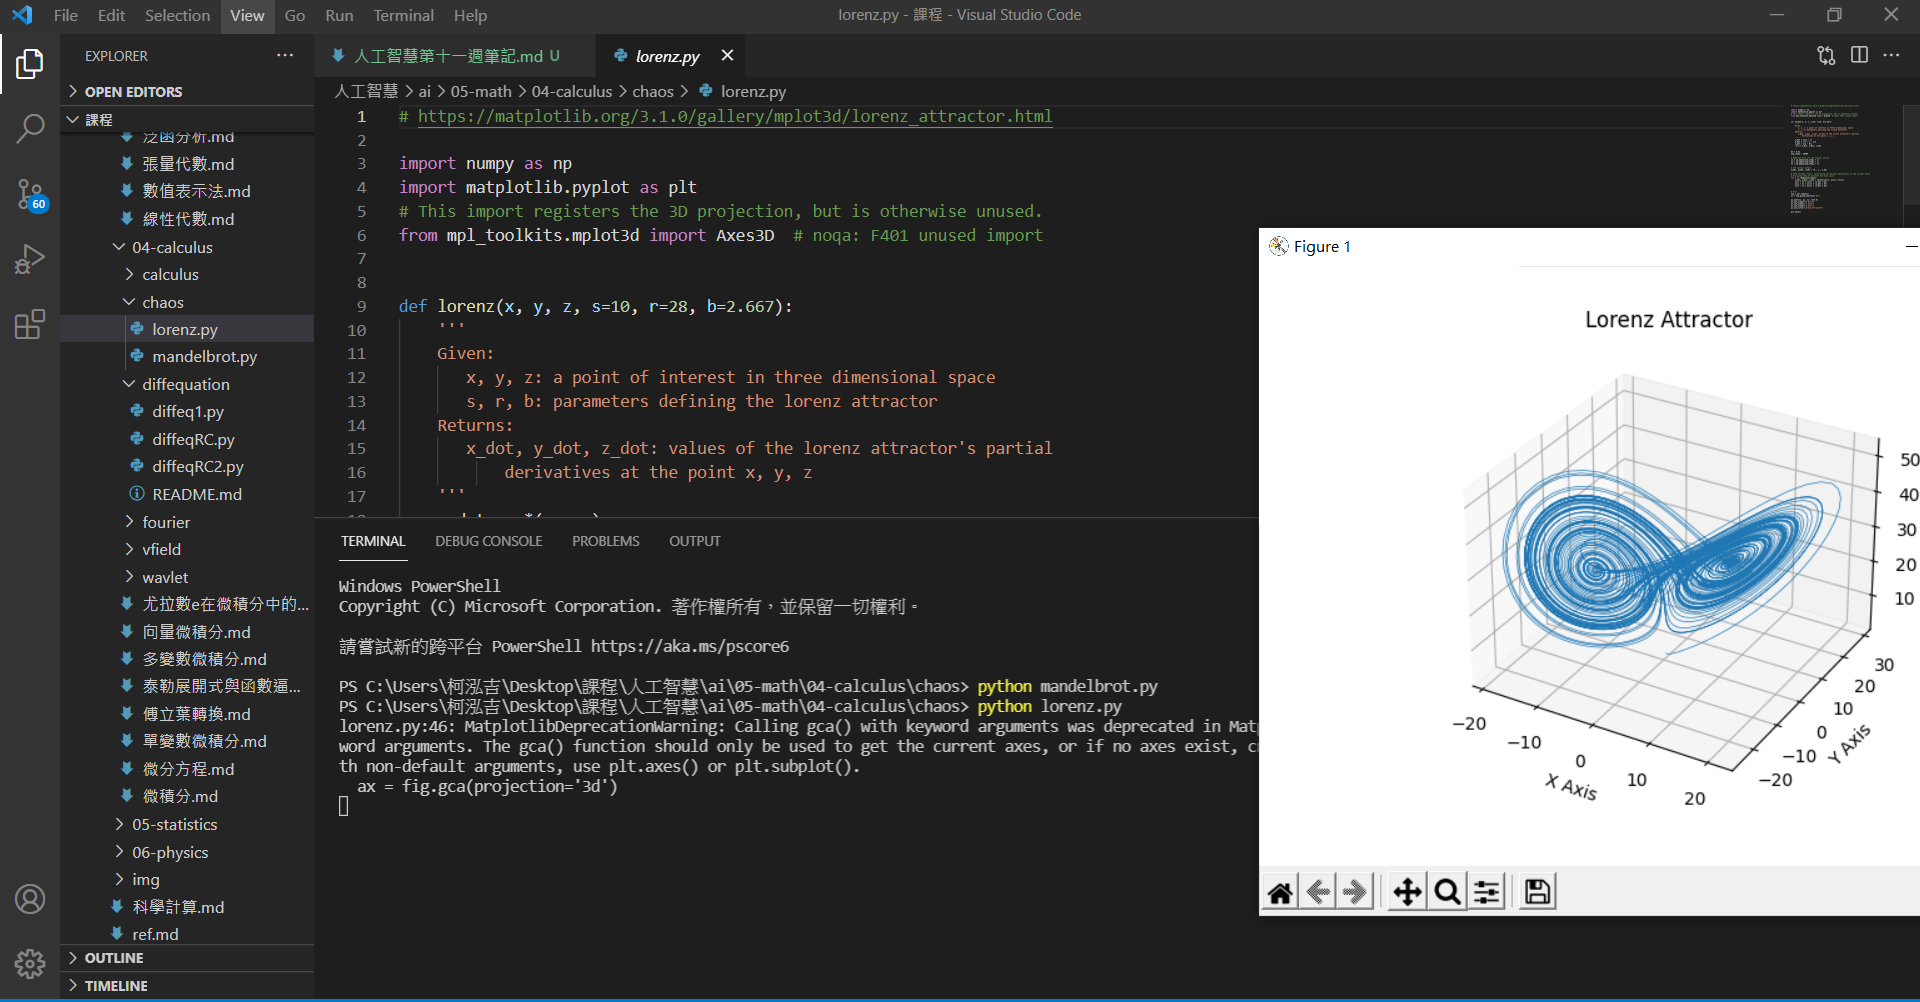 File Edit Selection View Go Run Terminal Help
lorenz.py - 課程 - Visual Studio Code
EXPLORER
OPEN EDITORS
課程
泛函分析.md
張量代數.md
數值表示法.md
線性代數.md
04-calculus
calculus
chaos
lorenz.py
mandelbrot.py
diffequation
diffeq1.py
diffeqRC.py
diffeqRC2.py
README.md
fourier
vfield
wavlet
尤拉數e在微積分中的...
向量微積分.md
多變數微積分.md
泰勒展開式與函數逼...
傅立葉轉換.md
單變數微積分.md
微分方程.md
微積分.md
05-statistics
06-physics
img
科學計算.md
ref.md
OUTLINE
TIMELINE
60
人工智慧第十一週筆記.md U
lorenz.py
人工智慧 > ai > 05-math > 04-calculus > chaos > lorenz.py
1 # https://matplotlib.org/3.1.0/gallery/mplot3d/lorenz_attractor.html
2
3 import numpy as np
4 import matplotlib.pyplot as plt
5 # This import registers the 3D projection, but is otherwise unused.
6 from mpl_toolkits.mplot3d import Axes3D  # noqa: F401 unused import
7
8
9 def lorenz(x, y, z, s=10, r=28, b=2.667):
10 '''
11 Given:
12 x, y, z: a point of interest in three dimensional space
13 s, r, b: parameters defining the lorenz attractor
14 Returns:
15 x_dot, y_dot, z_dot: values of the lorenz attractor's partial
16 derivatives at the point x, y, z
17 '''
TERMINAL DEBUG CONSOLE PROBLEMS OUTPUT
Windows PowerShell
Copyright (C) Microsoft Corporation. 著作權所有，並保留一切權利。
請嘗試新的跨平台 PowerShell https://aka.ms/pscore6
PS C:\Users\柯泓吉\Desktop\課程\人工智慧\ai\05-math\04-calculus\chaos> python mandelbrot.py
PS C:\Users\柯泓吉\Desktop\課程\人工智慧\ai\05-math\04-calculus\chaos> python lorenz.py
lorenz.py:46: MatplotlibDeprecationWarning: Calling gca() with keyword arguments was deprecated in Matp
word arguments. The gca() function should only be used to get the current axes, or if no axes exist, c
th non-default arguments, use plt.axes() or plt.subplot().
ax = fig.gca(projection='3d')
Figure 1
Lorenz Attractor
50
40
30
20
10
30
20
10
0
−10
−20
Y Axis
−20
−10
0
10
20
X Axis